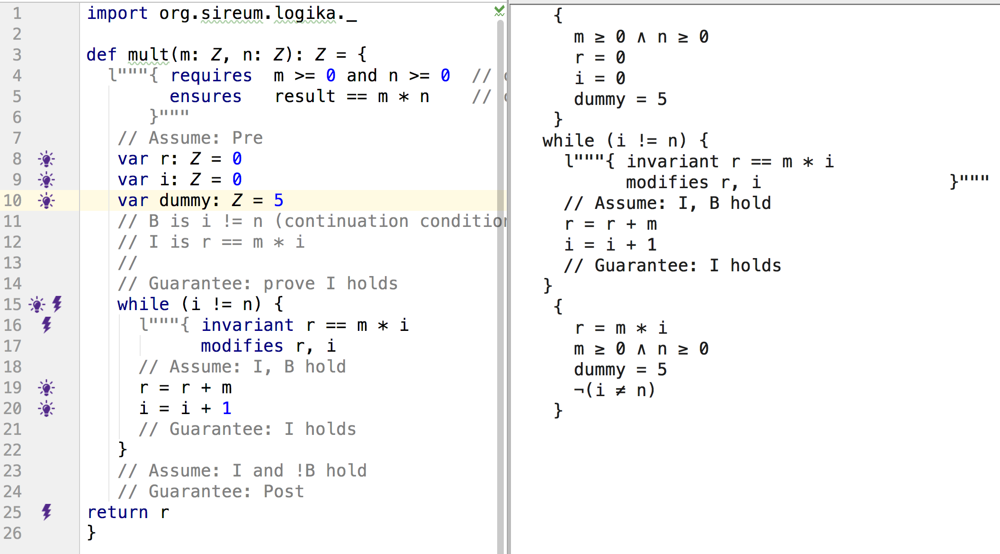 1 import org.sireum.logika._
2
3 def mult(m: Z, n: Z): Z = {
4 l"""{ requires m >= 0 and n >= 0 //
5 ensures result == m * n //
6 }"""
7 // Assume: Pre
8 var r: Z = 0
9 var i: Z = 0
10 var dummy: Z = 5
11 // B is i != n (continuation condition
12 // I is r == m * i
13 //
14 // Guarantee: prove I holds
15 while (i != n) {
16 l"""{ invariant r == m * i
17 modifies r, i
18 // Assume: I, B hold
19 r = r + m
20 i = i + 1
21 // Guarantee: I holds
22 }
23 // Assume: I and !B hold
24 // Guarantee: Post
25 return r
26 }
{
m ≥ 0 ∧ n ≥ 0
r = 0
i = 0
dummy = 5
}
while (i != n) {
l"""{ invariant r == m * i
modifies r, i }"""
// Assume: I, B hold
r = r + m
i = i + 1
// Guarantee: I holds
}
{
r = m * i
m ≥ 0 ∧ n ≥ 0
dummy = 5
¬(i ≠ n)
}